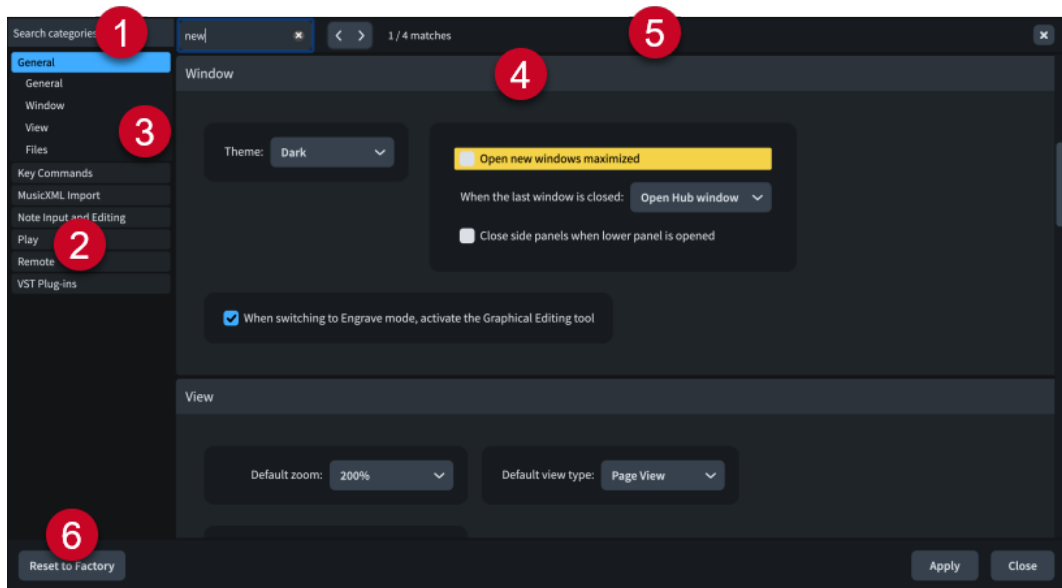 Search categories
1
new
1 / 4 matches
5
General
Window
4
General
Window
View
3
Files
Theme: Dark
Open new windows maximized
Key Commands
MusicXML Import
When the last window is closed: Open Hub window
Note Input and Editing
Play
2
Close side panels when lower panel is opened
Remote
VST Plug-ins
When switching to Engrave mode, activate the Graphical Editing tool
View
Default zoom: 200%
Default view type: Page View
6
Reset to Factory
Apply
Close